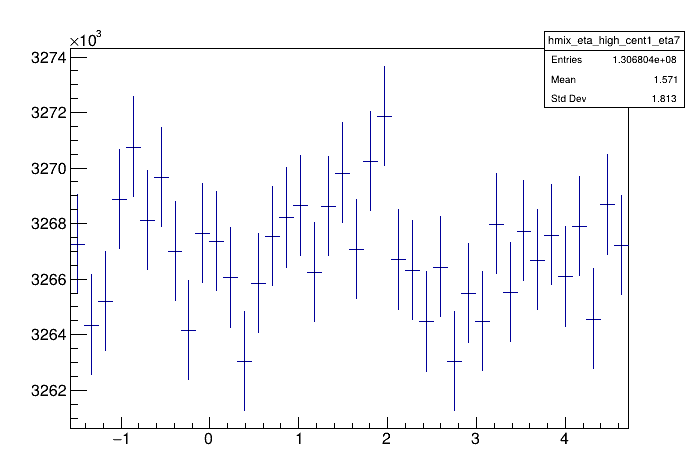 ×10³
hmix_eta_high_cent1_eta7
Entries 1.306804e+08
Mean 1.571
Std Dev 1.813
3274
3272
3270
3268
3266
3264
3262
−1 0 1 2 3 4